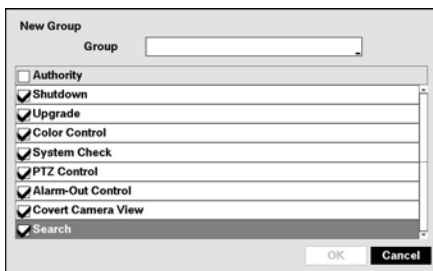 New Group
Group
Authority
Shutdown
Upgrade
Color Control
System Check
PTZ Control
Alarm-Out Control
Covert Camera View
Search
OK Cancel